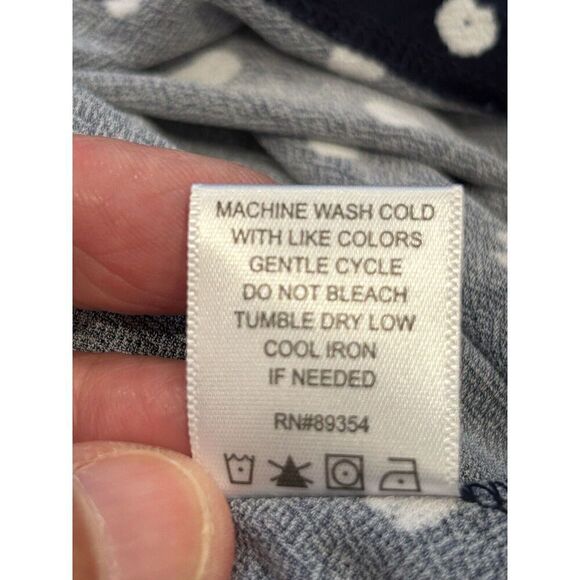 MACHINE WASH COLD
WITH LIKE COLORS
GENTLE CYCLE
DO NOT BLEACH
TUMBLE DRY LOW
COOL IRON
IF NEEDED
RN#89354